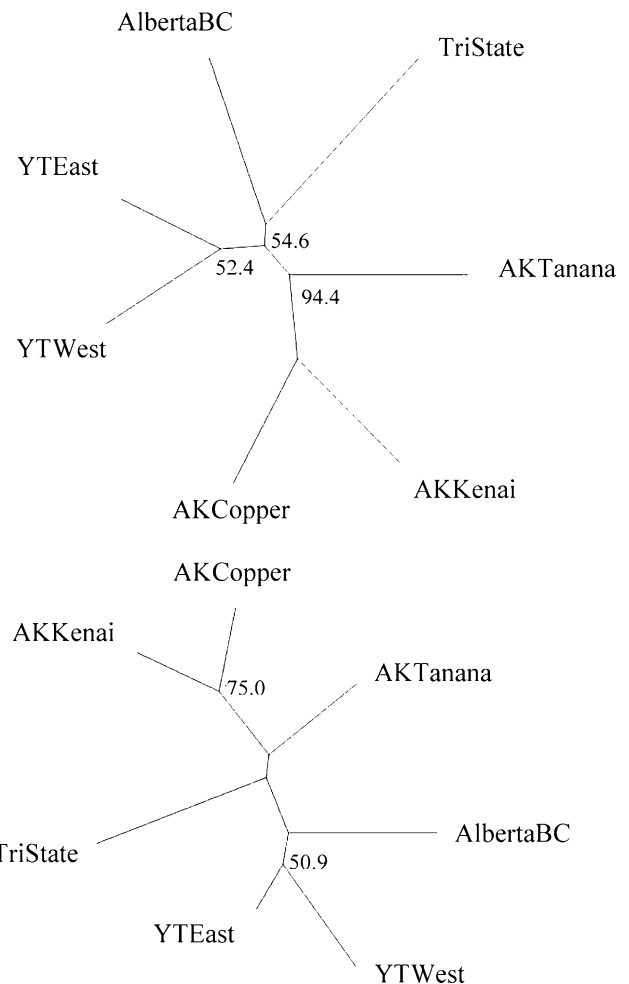 AlbertaBC
TriState
YTEast
54.6
52.4
AKTanana
94.4
YTWest
AKKenai
AKCopper
AKCopper
AKKenai
AKTanana
75.0
AlbertaBC
TriState
50.9
YTEast
YTWest